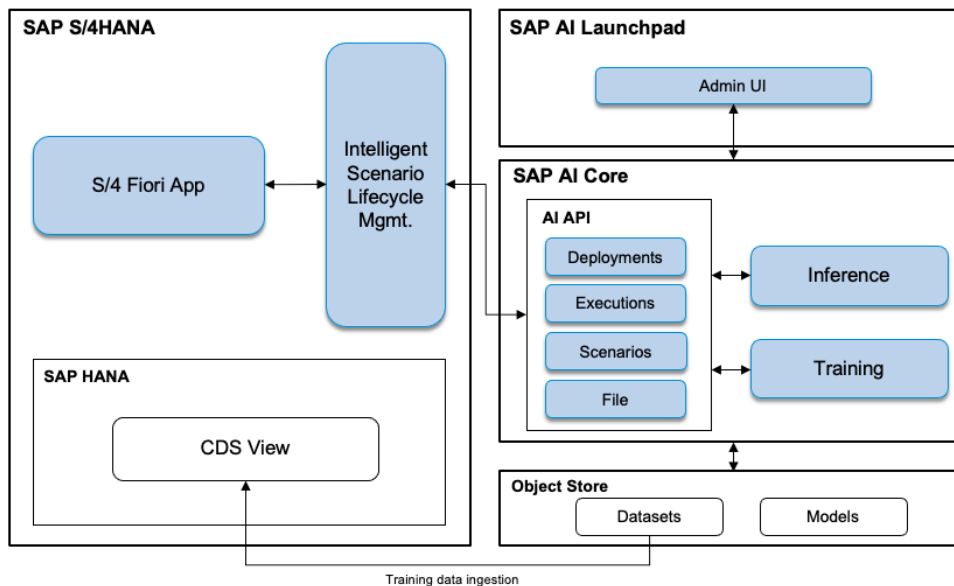 SAP S/4HANA
S/4 Fiori App
Intelligent
Scenario
Lifecycle
Mgmt.
SAP HANA
CDS View
SAP AI Launchpad
Admin UI
SAP AI Core
AI API
Deployments
Executions
Scenarios
File
Inference
Training
Object Store
Datasets
Models
Training data ingestion